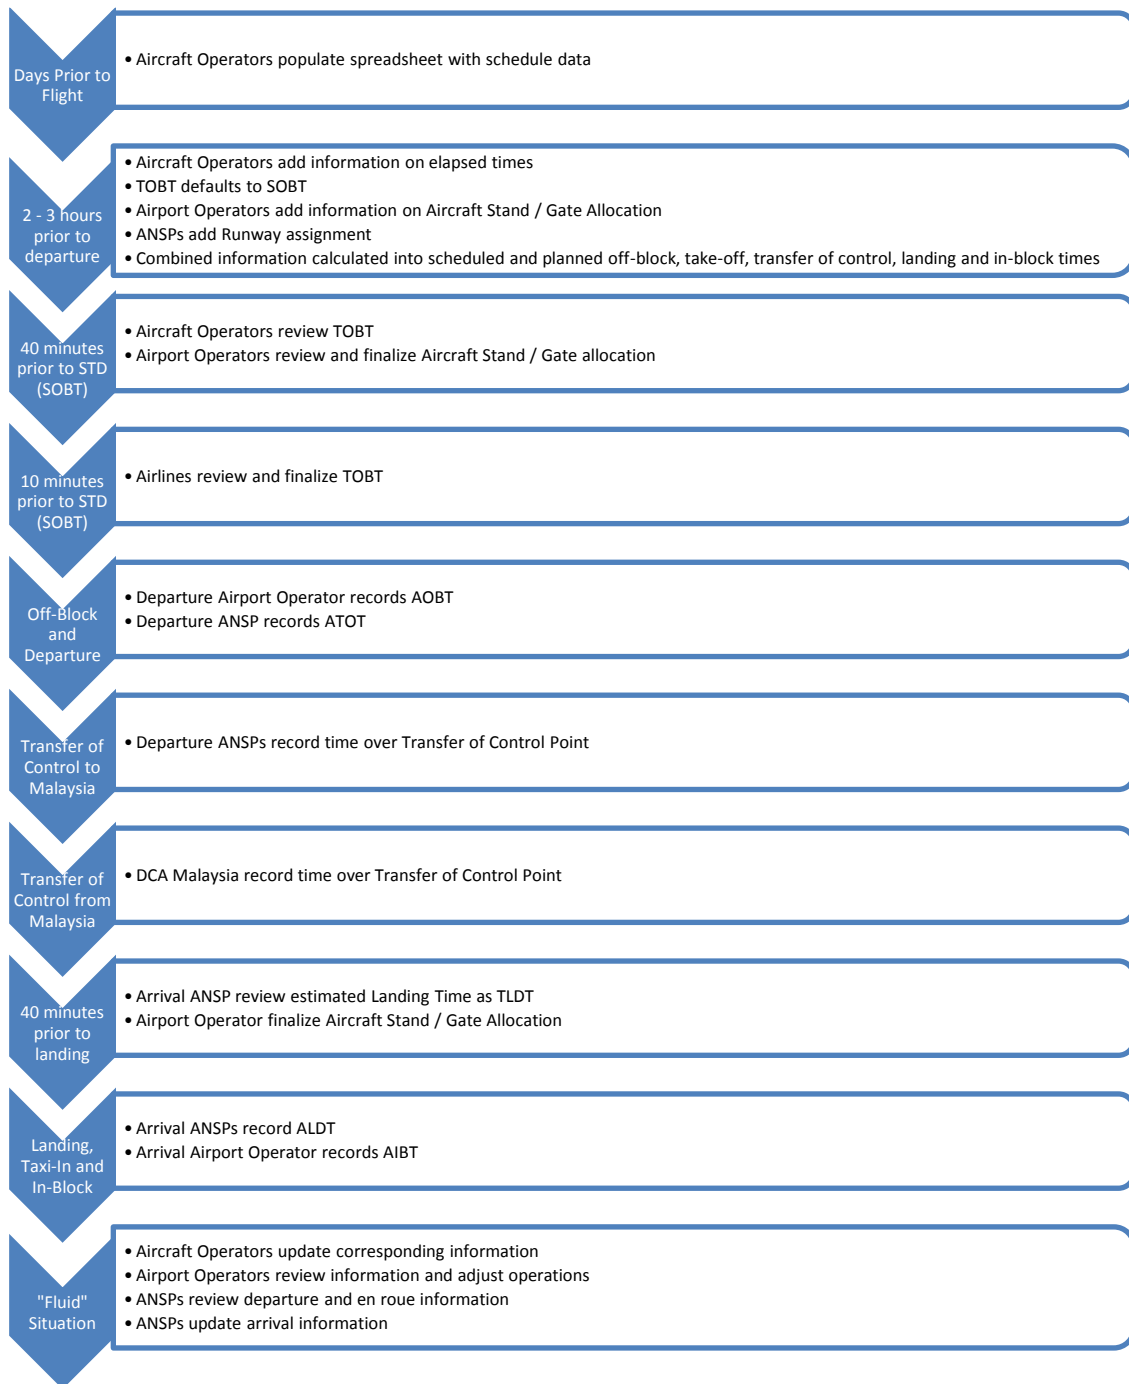 Days Prior to
Flight
• Aircraft Operators populate spreadsheet with schedule data
2 - 3 hours
prior to
departure
• Aircraft Operators add information on elapsed times
• TOBT defaults to SOBT
• Airport Operators add information on Aircraft Stand / Gate Allocation
• ANSPs add Runway assignment
• Combined information calculated into scheduled and planned off-block, take-off, transfer of control, landing and in-block times
40 minutes
prior to STD
(SOBT)
• Aircraft Operators review TOBT
• Airport Operators review and finalize Aircraft Stand / Gate allocation
10 minutes
prior to STD
(SOBT)
• Airlines review and finalize TOBT
Off-Block
and
Departure
• Departure Airport Operator records AOBT
• Departure ANSP records ATOT
Transfer of
Control to
Malaysia
• Departure ANSPs record time over Transfer of Control Point
Transfer of
Control from
Malaysia
• DCA Malaysia record time over Transfer of Control Point
40 minutes
prior to
landing
• Arrival ANSP review estimated Landing Time as TLDT
• Airport Operator finalize Aircraft Stand / Gate Allocation
Landing,
Taxi-In and
In-Block
• Arrival ANSPs record ALDT
• Arrival Airport Operator records AIBT
"Fluid"
Situation
• Aircraft Operators update corresponding information
• Airport Operators review information and adjust operations
• ANSPs review departure and en roue information
• ANSPs update arrival information